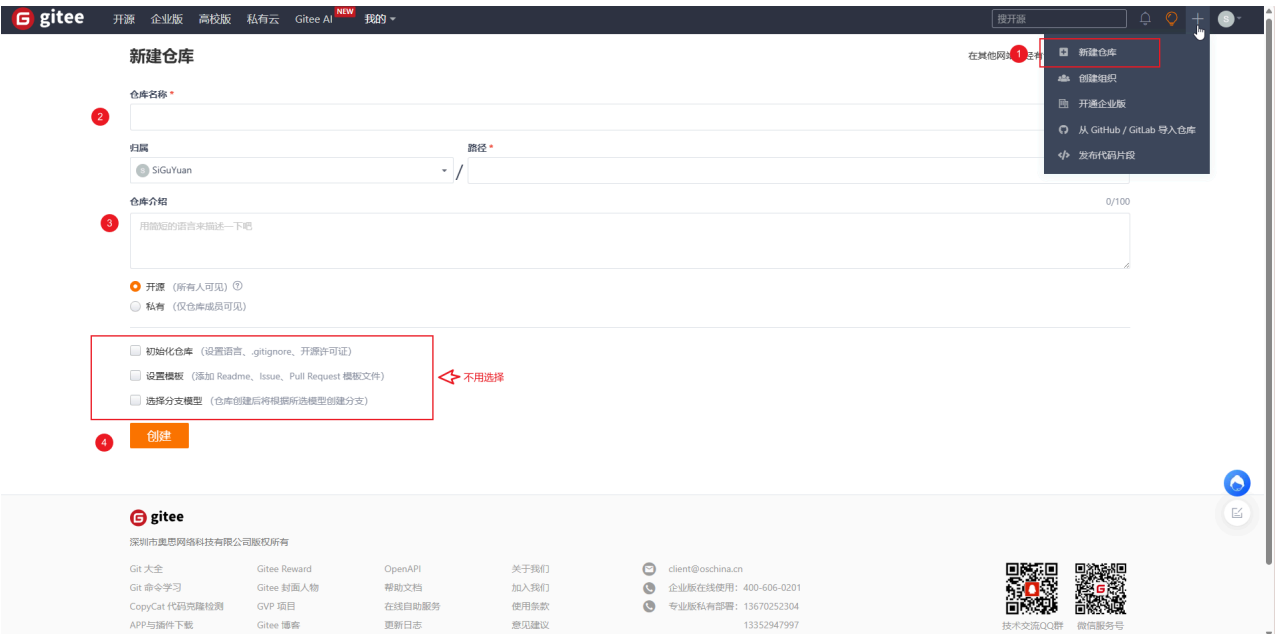 gitee 开源 企业版 高校版 私有云 Gitee AI NEW 我的 搜开源 S
新建仓库
在其他网站 经有
1 新建仓库
创建组织
开通企业版
从 GitHub / GitLab 导入仓库
发布代码片段
仓库名称 *
2
归属 路径 *
S SiGuYuan /
仓库介绍 0/100
3 用简短的语言来描述一下吧
开源 (所有人可见) ?
私有 (仅仓库成员可见)
初始化仓库 (设置语言、.gitignore、开源许可证)
设置模板 (添加 Readme、Issue、Pull Request 模板文件) 不用选择
选择分支模型 (仓库创建后将根据所选模型创建分支)
4 创建
gitee
深圳市奥思网络科技有限公司版权所有
Git 大全 Gitee Reward OpenAPI 关于我们 client@oschina.cn
Git 命令学习 Gitee 封面人物 帮助文档 加入我们 企业版在线使用：400-606-0201
CopyCat 代码克隆检测 GVP 项目 在线自助服务 使用条款 专业版私有部署：13670252304
APP与插件下载 Gitee 博客 更新日志 意见建议 13352947997 技术交流QQ群 微信服务号